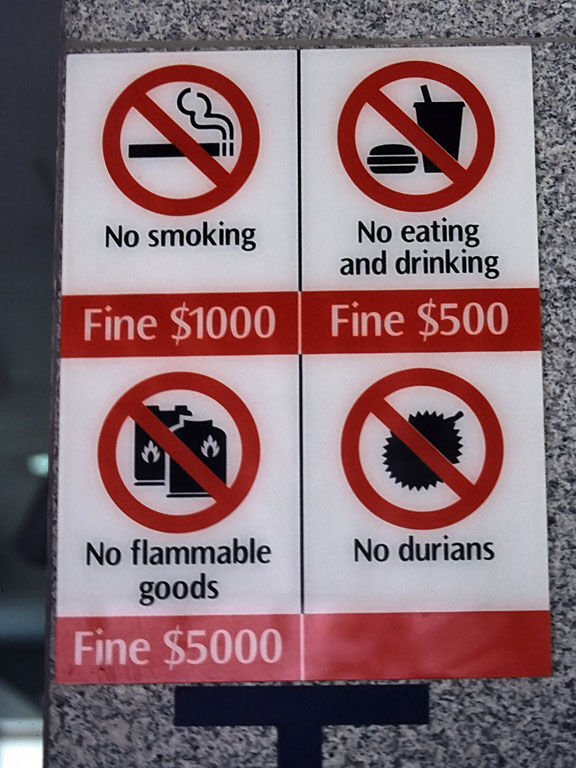 No smoking
Fine $1000
No eating
and drinking
Fine $500
No flammable
goods
Fine $5000
No durians